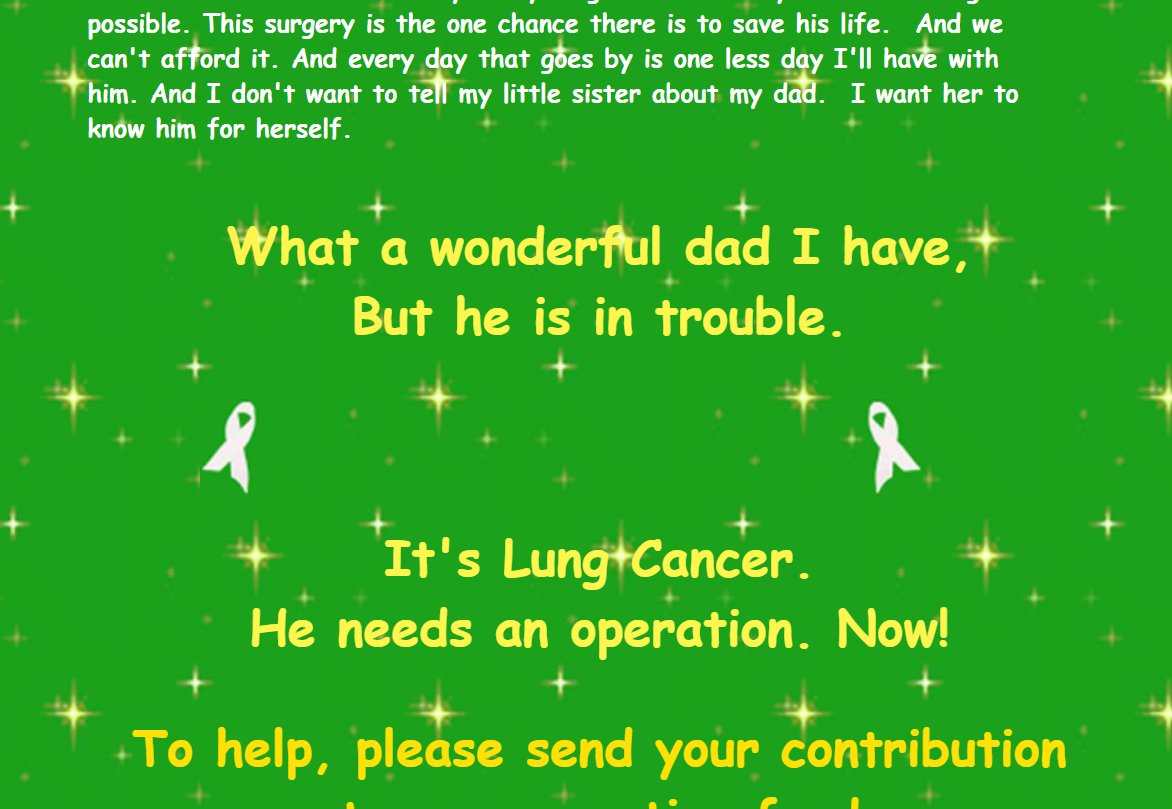 possible. This surgery is the one chance there is to save his life.  And we
can't afford it. And every day that goes by is one less day I'll have with
him. And I don't want to tell my little sister about my dad.  I want her to
know him for herself.
What a wonderful dad I have,
But he is in trouble.
It's Lung Cancer.
He needs an operation. Now!
To help, please send your contribution